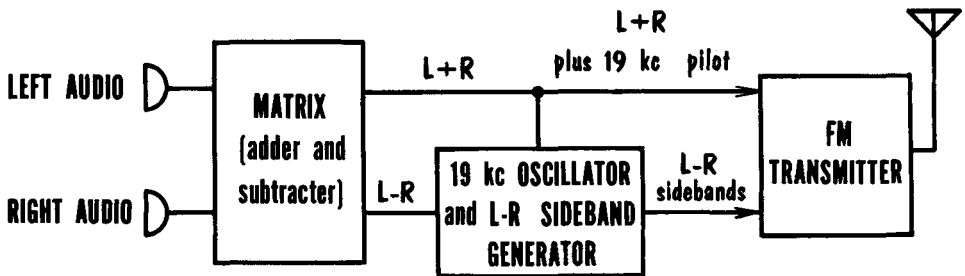 LEFT AUDIO
RIGHT AUDIO
MATRIX
(adder and
subtracter)
L+R
L-R
L+R
plus 19 kc pilot
19 kc OSCILLATOR
and L-R SIDEBAND
GENERATOR
L-R
sidebands
FM
TRANSMITTER